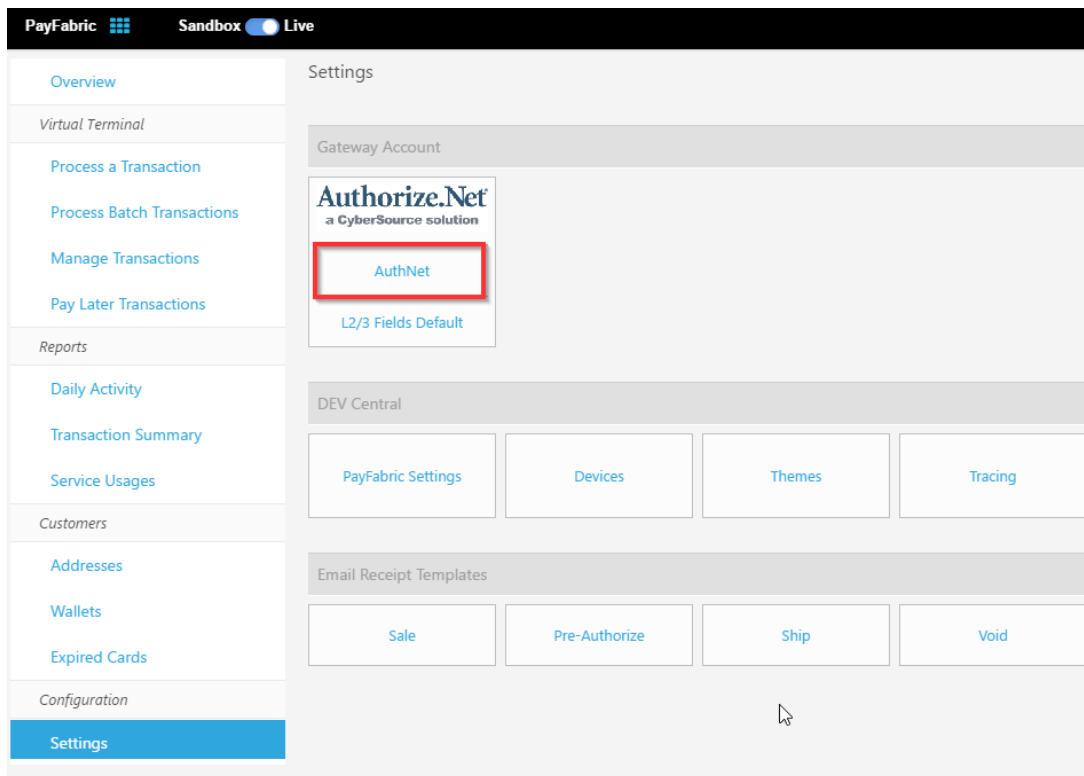 PayFabric Sandbox Live
Overview
Virtual Terminal
Process a Transaction
Process Batch Transactions
Manage Transactions
Pay Later Transactions
Reports
Daily Activity
Transaction Summary
Service Usages
Customers
Addresses
Wallets
Expired Cards
Configuration
Settings
Settings
Gateway Account
Authorize.Net
a CyberSource solution
AuthNet
L2/3 Fields Default
DEV Central
PayFabric Settings Devices Themes Tracing
Email Receipt Templates
Sale Pre-Authorize Ship Void